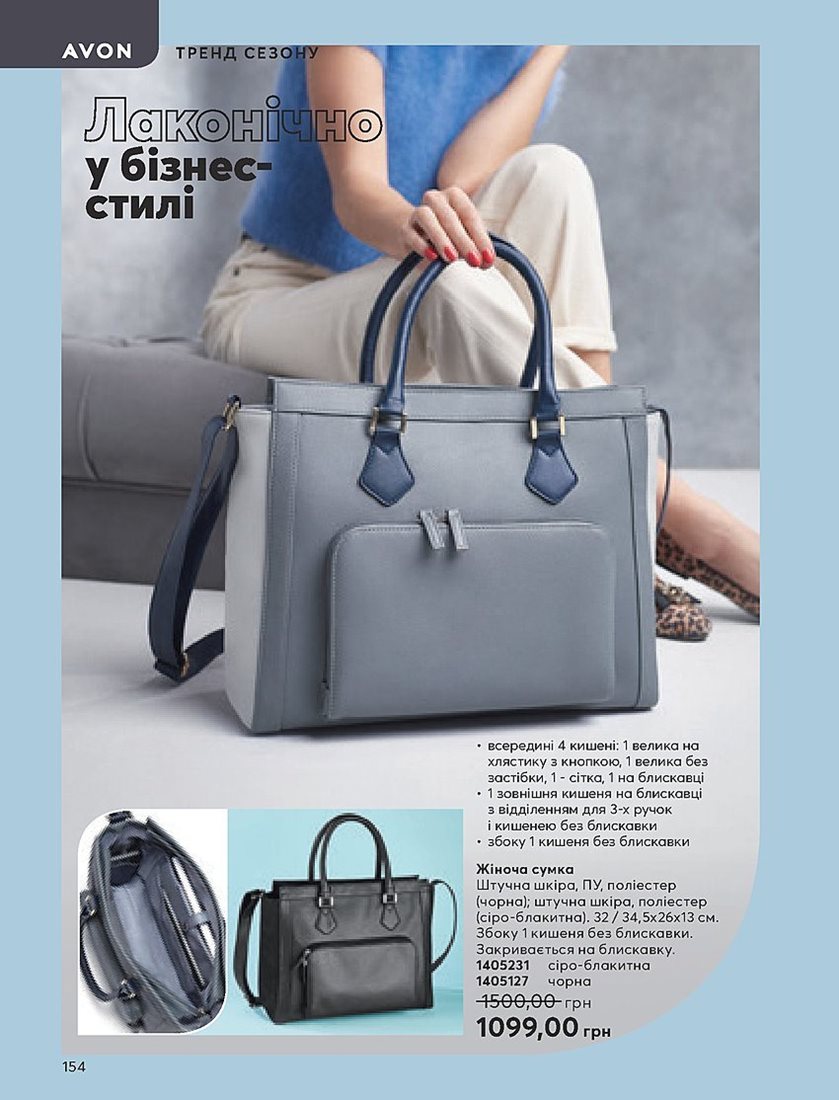 AVON
ТРЕНД СЕЗОНУ
Лаконічно
у бізнес-
стилі
• всередині 4 кишені: 1 велика на
хлястику з кнопкою, 1 велика без
застібки, 1 - сітка, 1 на блискавці
• 1 зовнішня кишеня на блискавці
з відділенням для 3-х ручок
і кишенею без блискавки
• збоку 1 кишеня без блискавки
Жіноча сумка
Штучна шкіра, ПУ, поліестер
(чорна); штучна шкіра, поліестер
(сіро-блакитна). 32 / 34,5х26х13 см.
Збоку 1 кишеня без блискавки.
Закривається на блискавку.
1405231 сіро-блакитна
1405127 чорна
1500,00 грн
1099,00 грн
154